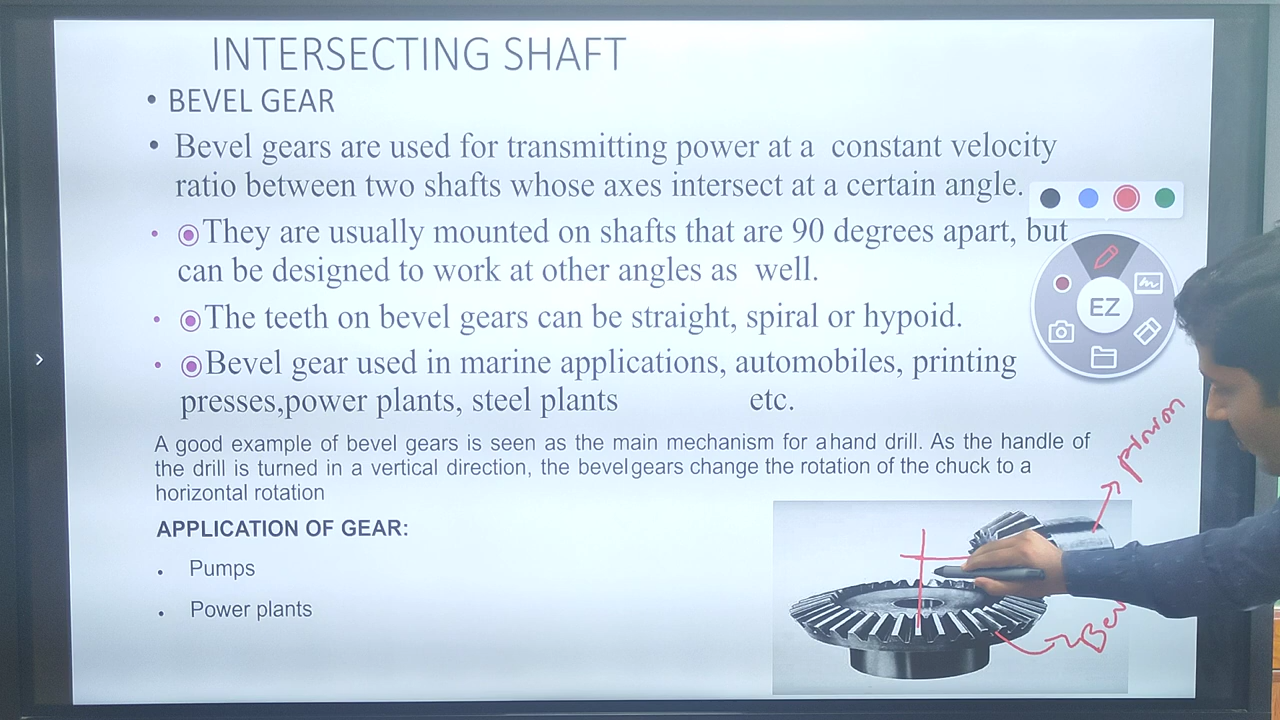 INTERSECTING SHAFT
• BEVEL GEAR
• Bevel gears are used for transmitting power at a constant velocity
ratio between two shafts whose axes intersect at a certain angle.
• They are usually mounted on shafts that are 90 degrees apart, but
can be designed to work at other angles as well.
• The teeth on bevel gears can be straight, spiral or hypoid.
• Bevel gear used in marine applications, automobiles, printing
presses,power plants, steel plants etc.
EZ
A good example of bevel gears is seen as the main mechanism for a hand drill. As the handle of
the drill is turned in a vertical direction, the bevel gears change the rotation of the chuck to a
horizontal rotation
APPLICATION OF GEAR:
• Pumps
• Power plants